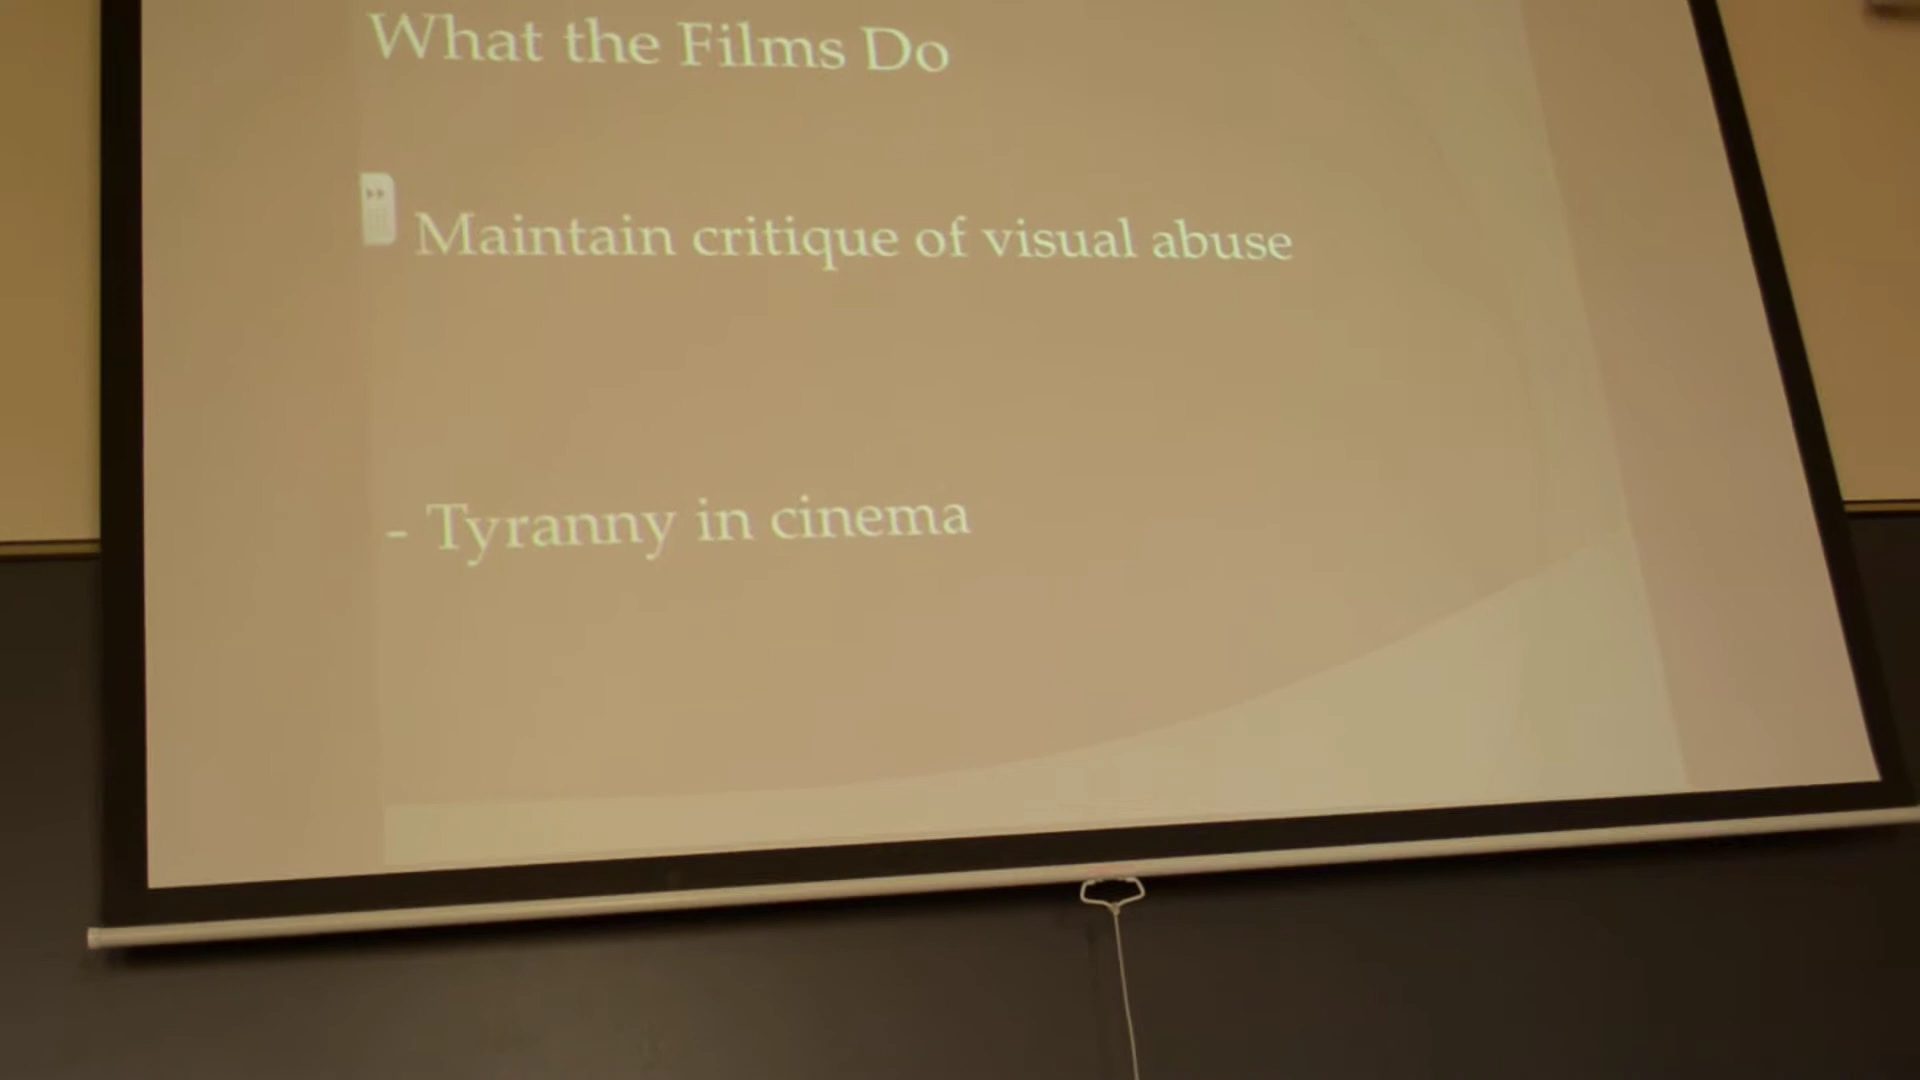 What the Films Do
Maintain critique of visual abuse
- Tyranny in cinema